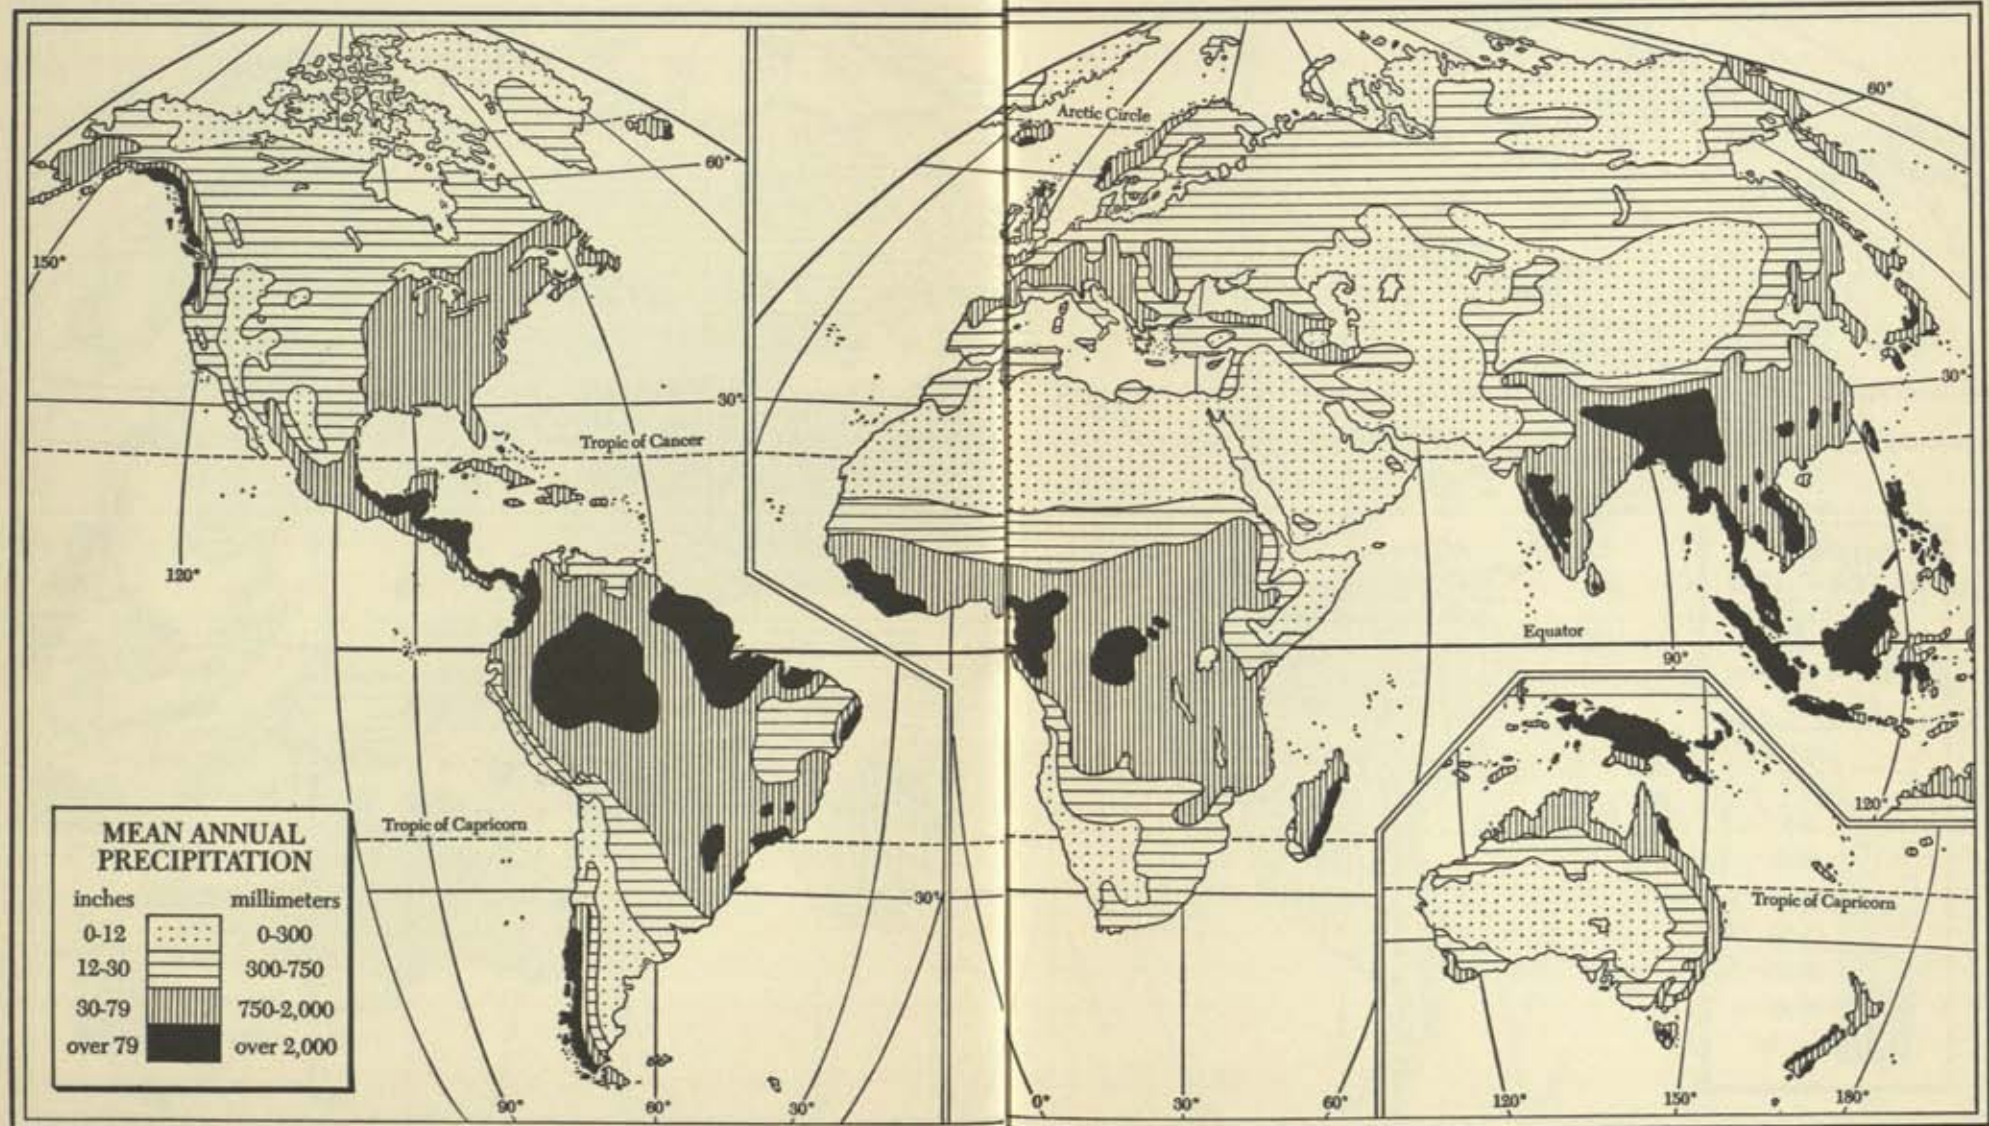 Arctic Circle
60°
60°
150°
30°
30°
Tropic of Cancer
120°
Equator
90°
120°
Tropic of Capricorn
30°
Tropic of Capricorn
MEAN ANNUAL
PRECIPITATION
inches millimeters
0-12 0-300
12-30 300-750
30-79 750-2,000
over 79 over 2,000
90° 60° 30° 0° 30° 60° 120° 150° 180°